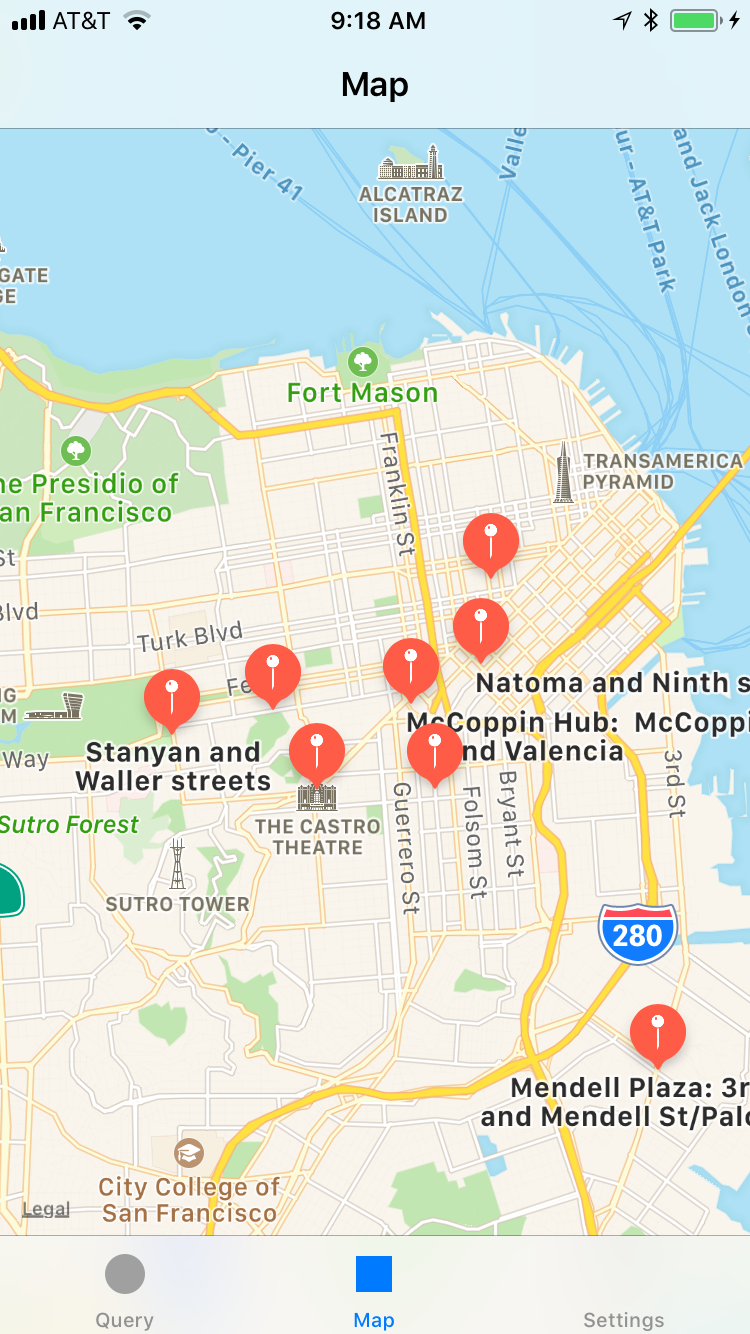 AT&T
9:18 AM
Map
- Pier 41
Valle
ur - AT&T Park
and Jack London
ALCATRAZ
ISLAND
GATE
GE
Fort Mason
Franklin St
TRANSAMERICA
PYRAMID
he Presidio of
an Francisco
St
Blvd
Turk Blvd
Fe
NG
M
Way
Natoma and Ninth s
McCoppin Hub: McCoppi
nd Valencia
Stanyan and
Waller streets
3rd St
Bryant St
Folsom St
Guerrero St
Sutro Forest
THE CASTRO
THEATRE
SUTRO TOWER
280
Mendell Plaza: 3r
and Mendell St/Palo
City College of
San Francisco
Legal
Query
Map
Settings